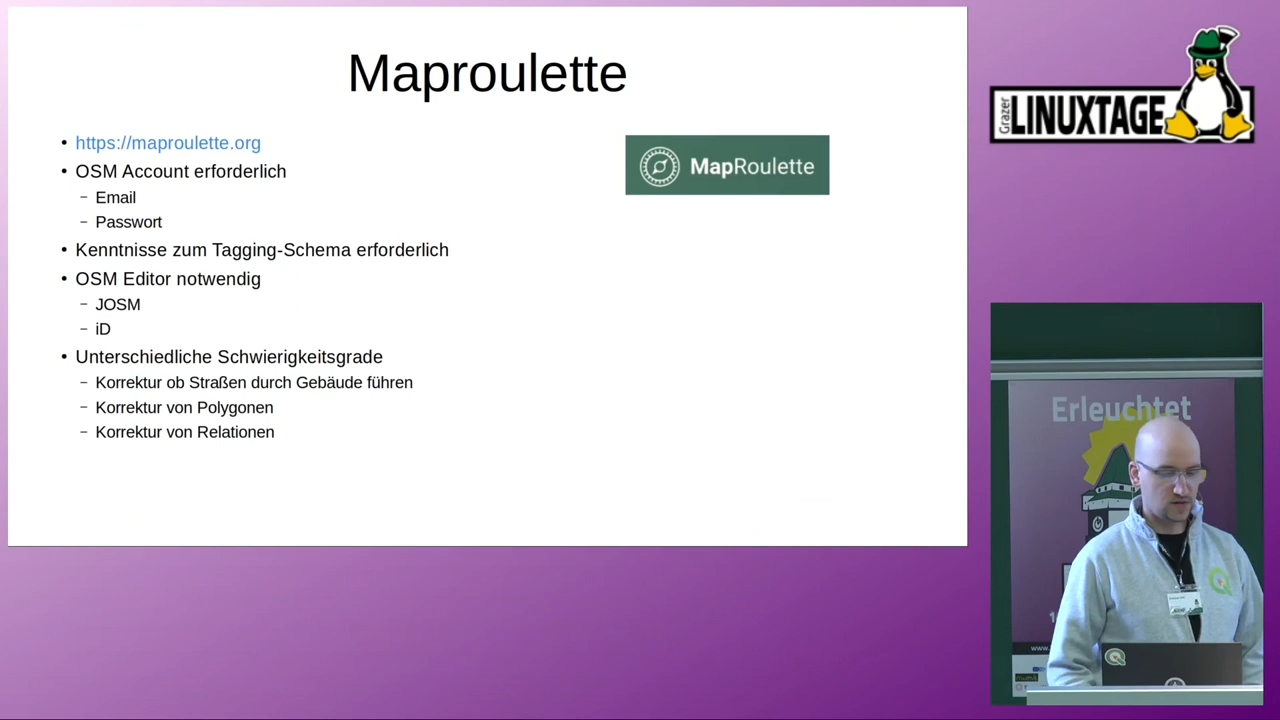 Maproulette
• https://maproulette.org
• OSM Account erforderlich
– Email
– Passwort
• Kenntnisse zum Tagging-Schema erforderlich
• OSM Editor notwendig
– JOSM
– iD
• Unterschiedliche Schwierigkeitsgrade
– Korrektur ob Straßen durch Gebäude führen
– Korrektur von Polygonen
– Korrektur von Relationen
MapRoulette
Grazer
LINUXTAGE
Erleuchtet